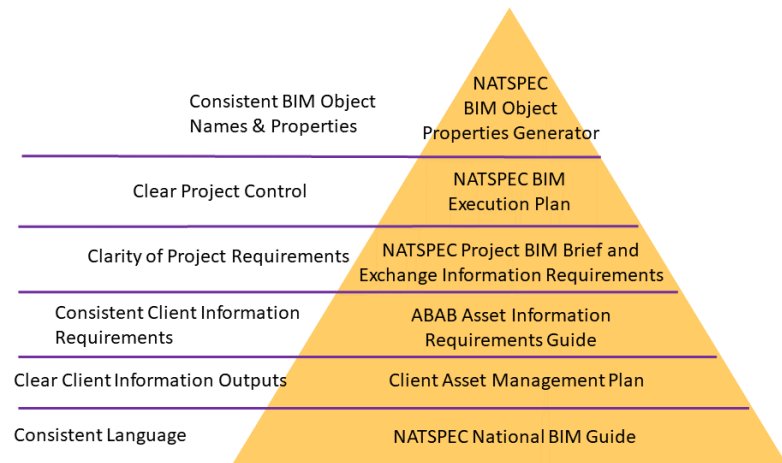 Consistent BIM Object
Names & Properties
NATSPEC
BIM Object
Properties Generator
Clear Project Control
NATSPEC BIM
Execution Plan
Clarity of Project Requirements
NATSPEC Project BIM Brief and
Exchange Information Requirements
Consistent Client Information
Requirements
ABAB Asset Information
Requirements Guide
Clear Client Information Outputs
Client Asset Management Plan
Consistent Language
NATSPEC National BIM Guide